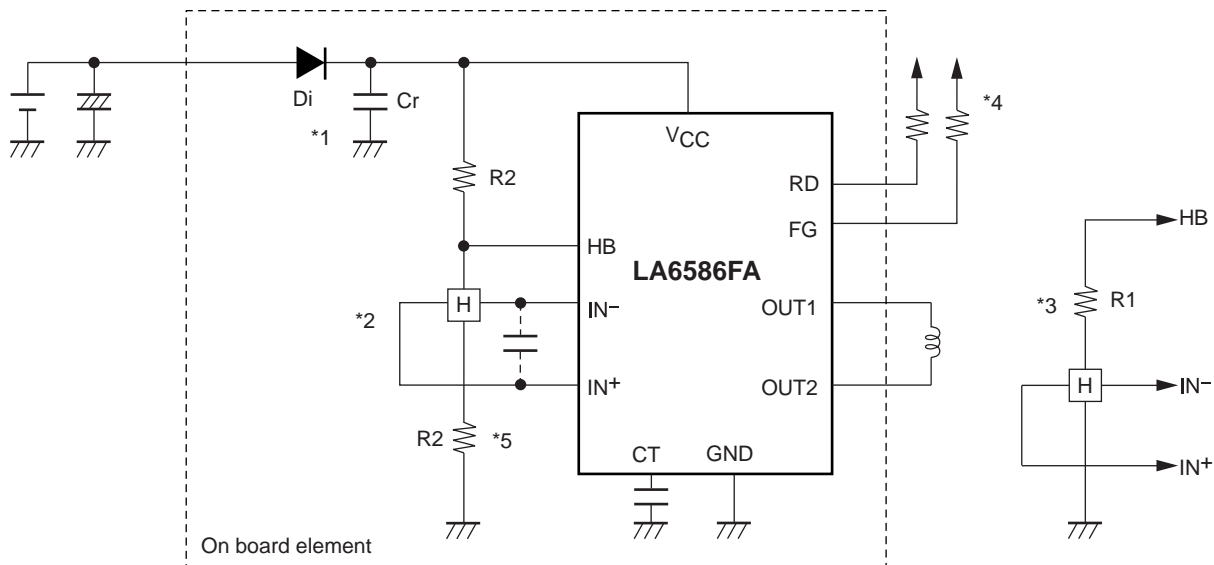 Di
Cr
*1
*4
VCC
R2
RD
FG
HB
HB
LA6586FA
*2
H
IN−
OUT1
*3
R1
IN+
OUT2
H
IN−
R2
*5
CT
GND
IN+
On board element